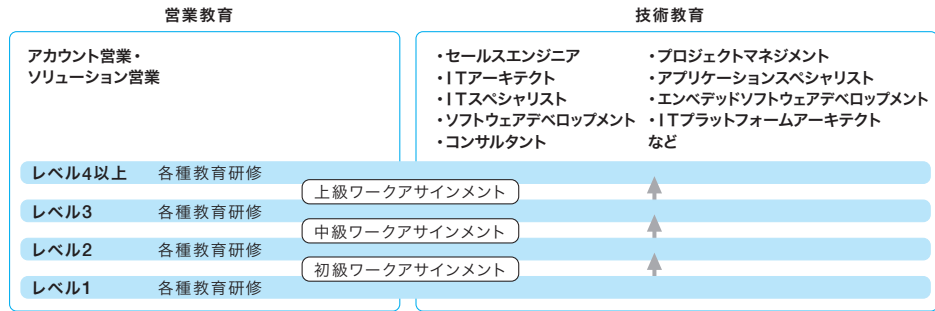 営業教育
アカウント営業・
ソリューション営業
技術教育
・セールスエンジニア
・ITアーキテクト
・ITスペシャリスト
・ソフトウェアデベロップメント
・コンサルタント
・プロジェクトマネジメント
・アプリケーションスペシャリスト
・エンベデッドソフトウェアデベロップメント
・ITプラットフォームアーキテクト
など
レベル4以上 各種教育研修
上級ワークアサインメント
レベル3 各種教育研修
中級ワークアサインメント
レベル2 各種教育研修
初級ワークアサインメント
レベル1 各種教育研修